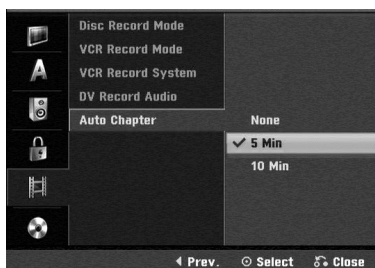 Disc Record Mode
VCR Record Mode
VCR Record System
DV Record Audio
Auto Chapter
None
5 Min
10 Min
Prev.
Select
Close